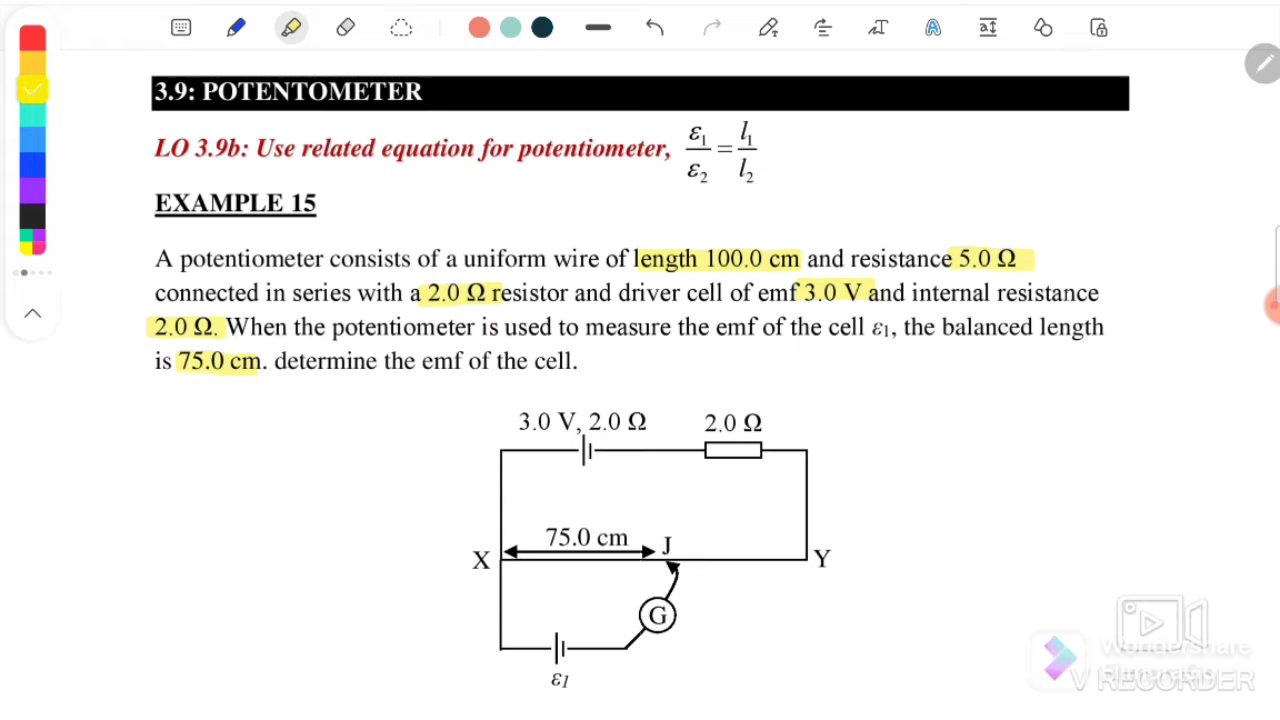 3.9: POTENTOMETER
LO 3.9b: Use related equation for potentiometer, ε₁/ε₂ = l₁/l₂
EXAMPLE 15
A potentiometer consists of a uniform wire of length 100.0 cm and resistance 5.0 Ω
connected in series with a 2.0 Ω resistor and driver cell of emf 3.0 V and internal resistance
2.0 Ω. When the potentiometer is used to measure the emf of the cell ε1, the balanced length
is 75.0 cm. determine the emf of the cell.
3.0 V, 2.0 Ω 2.0 Ω
75.0 cm J
X Y
G
ε1
Wondershare
Filmora
V RECORDER